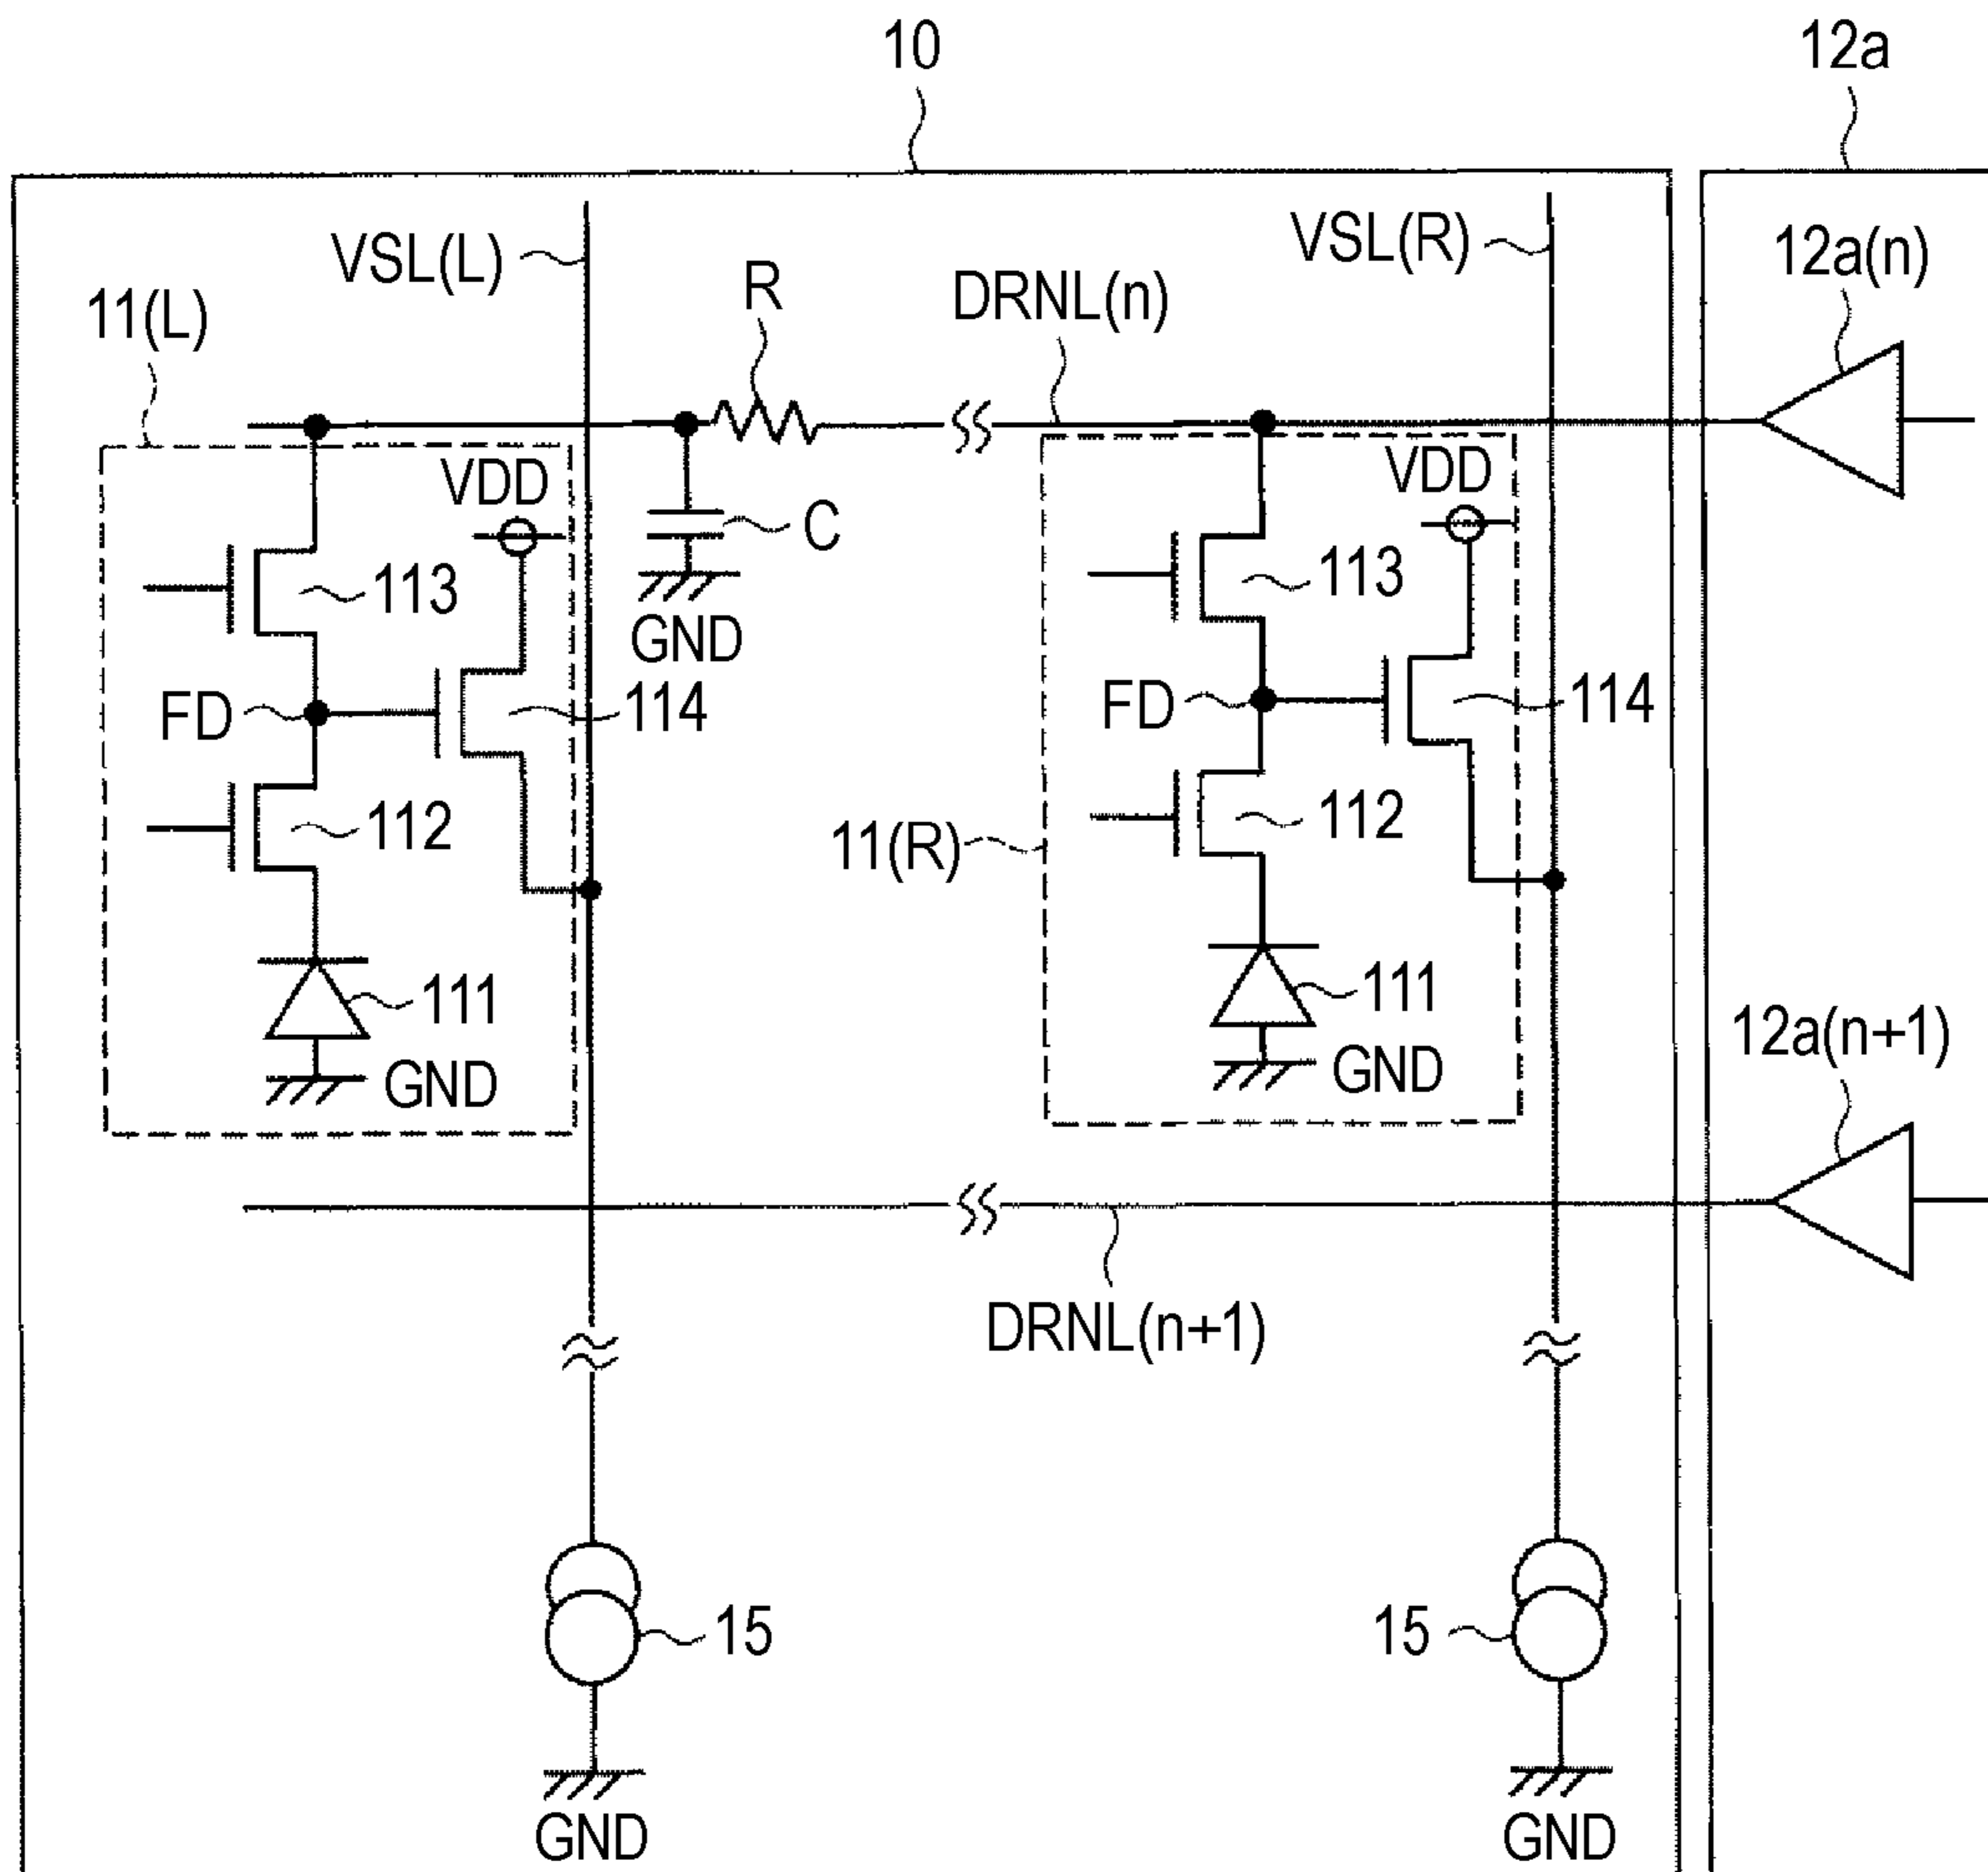 10
12a
VSL(L)
VSL(R)
12a(n)
R
DRNL(n)
11(L)
VDD
VDD
C
113
113
GND
FD
114
FD
114
112
112
11(R)
111
111
12a(n+1)
GND
GND
DRNL(n+1)
15
15
GND
GND